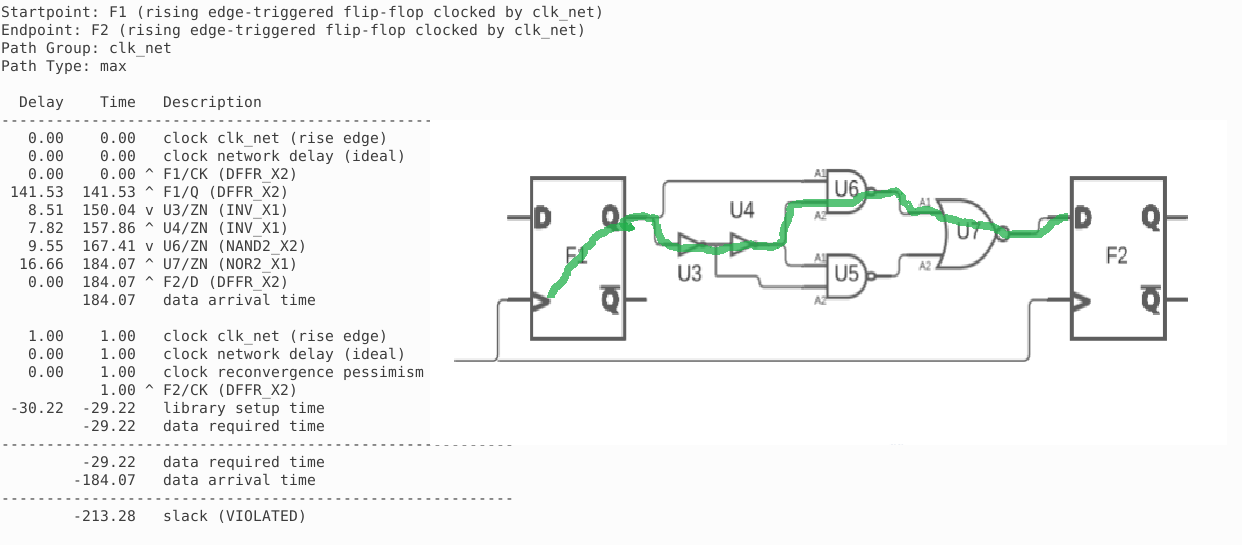 Startpoint: F1 (rising edge-triggered flip-flop clocked by clk_net)
Endpoint: F2 (rising edge-triggered flip-flop clocked by clk_net)
Path Group: clk_net
Path Type: max
Delay Time Description
---------------------------------------------------------
0.00 0.00 clock clk_net (rise edge)
0.00 0.00 clock network delay (ideal)
0.00 0.00 ^ F1/CK (DFFR_X2)
141.53 141.53 ^ F1/Q (DFFR_X2)
8.51 150.04 v U3/ZN (INV_X1)
7.82 157.86 ^ U4/ZN (INV_X1)
9.55 167.41 v U6/ZN (NAND2_X2)
16.66 184.07 ^ U7/ZN (NOR2_X1)
0.00 184.07 ^ F2/D (DFFR_X2)
184.07 data arrival time
1.00 1.00 clock clk_net (rise edge)
0.00 1.00 clock network delay (ideal)
0.00 1.00 clock reconvergence pessimism
1.00 ^ F2/CK (DFFR_X2)
-30.22 -29.22 library setup time
-29.22 data required time
---------------------------------------------------------
-29.22 data required time
-184.07 data arrival time
---------------------------------------------------------
-213.28 slack (VIOLATED)
D
Q
F1
Q
U3
U4
A1
U6
A2
A1
U5
A2
A1
U7
A2
D
Q
F2
Q